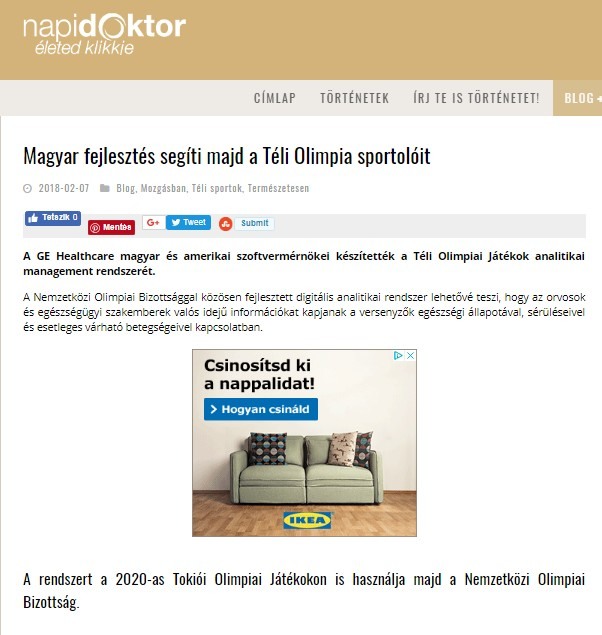 napidoktor
életed klikkje
CÍMLAP TÖRTÉNETEK ÍRJ TE IS TÖRTÉNETET! BLOG
Magyar fejlesztés segíti majd a Téli Olimpia sportolóit
2018-02-07 Blog, Mozgásban, Téli sportok, Természetesen
Tetszik 0 Mentés G+ Tweet Submit
A GE Healthcare magyar és amerikai szoftvermérnökei készítették a Téli Olimpiai Játékok analitikai
management rendszerét.
A Nemzetközi Olimpiai Bizottsággal közösen fejlesztett digitális analitikai rendszer lehetővé teszi, hogy az orvosok
és egészségügyi szakemberek valós idejű információkat kapjanak a versenyzők egészségi állapotával, sérüléseivel
és esetleges várható betegségeivel kapcsolatban.
Csinosítsd ki
a nappalidat!
> Hogyan csináld
IKEA
A rendszert a 2020-as Tokiói Olimpiai Játékokon is használja majd a Nemzetközi Olimpiai
Bizottság.